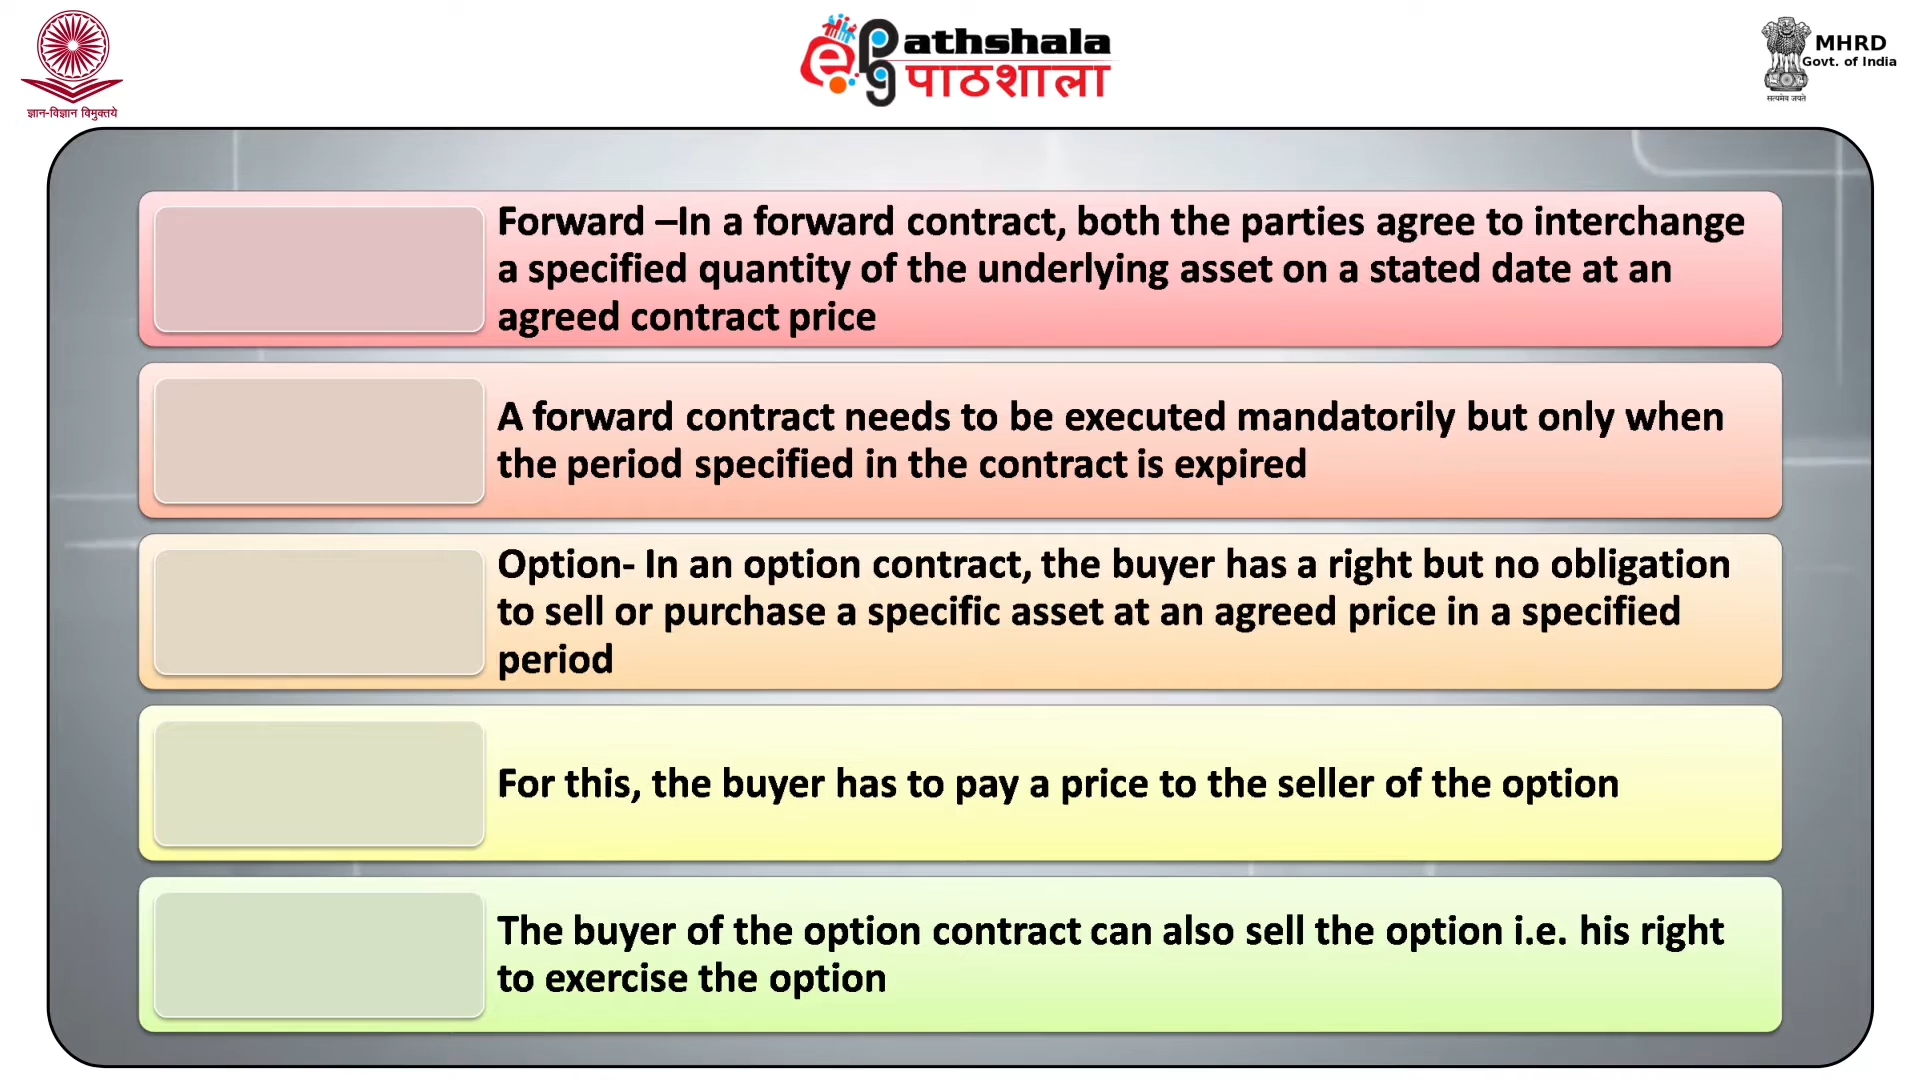 ज्ञान-विज्ञान विमुक्तये
ePg athshala
पाठशाला
सत्यमेव जयते
MHRD
Govt. of India
Forward –In a forward contract, both the parties agree to interchange
a specified quantity of the underlying asset on a stated date at an
agreed contract price
A forward contract needs to be executed mandatorily but only when
the period specified in the contract is expired
Option- In an option contract, the buyer has a right but no obligation
to sell or purchase a specific asset at an agreed price in a specified
period
For this, the buyer has to pay a price to the seller of the option
The buyer of the option contract can also sell the option i.e. his right
to exercise the option